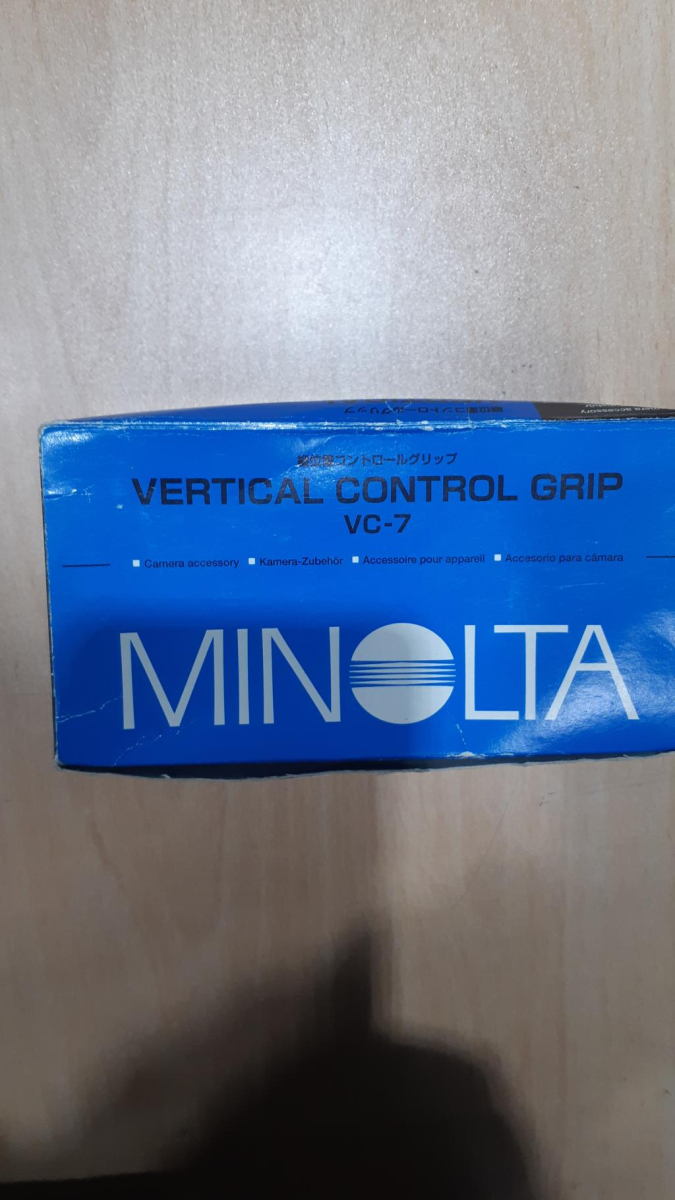 縦位置コントロールグリップ
VERTICAL CONTROL GRIP
VC-7
Camera accessory Kamera-Zubehör Accessoire pour appareil Accesorio para cámara
MINOLTA